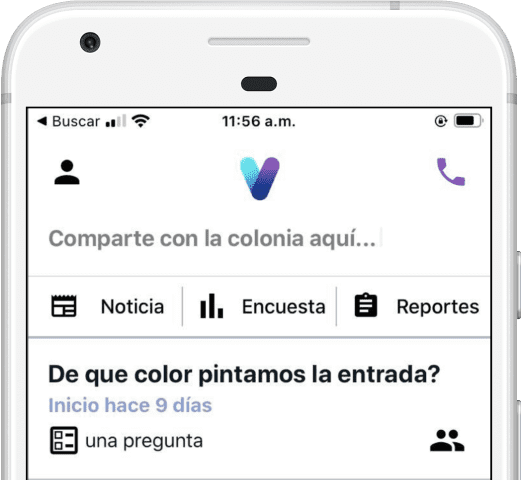 Buscar 11:56 a.m.
Comparte con la colonia aquí...
Noticia Encuesta Reportes
De que color pintamos la entrada?
Inicio hace 9 días
una pregunta